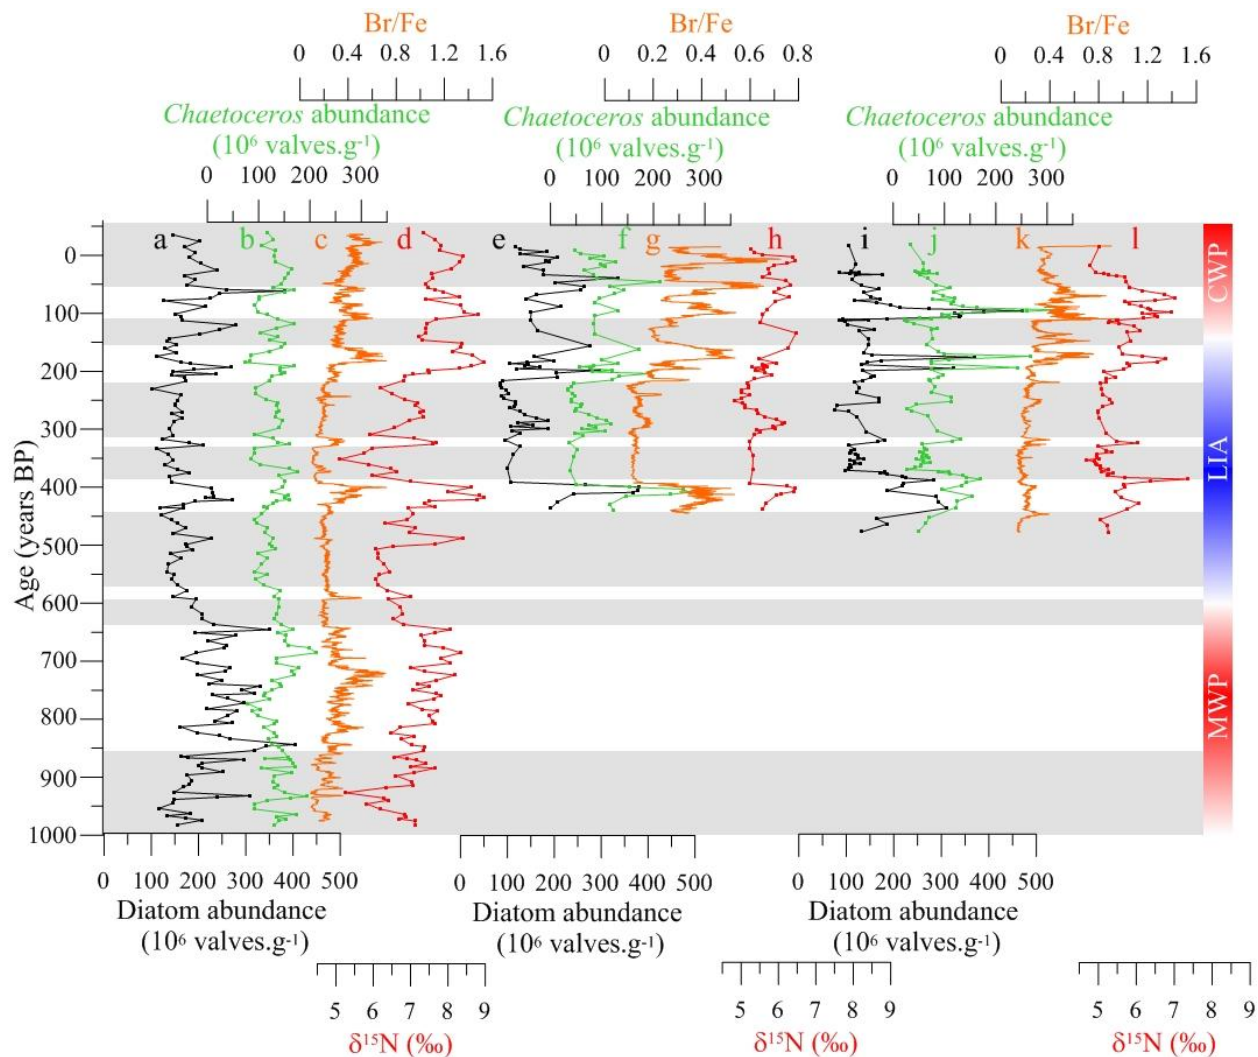 Br/Fe
0 0.4 0.8 1.2 1.6
Chaetoceros abundance
(10⁶ valves.g⁻¹)
0 100 200 300
Br/Fe
0 0.2 0.4 0.6 0.8
Chaetoceros abundance
(10⁶ valves.g⁻¹)
0 100 200 300
Br/Fe
0 0.4 0.8 1.2 1.6
Chaetoceros abundance
(10⁶ valves.g⁻¹)
0 100 200 300
a b c d e f g h i j k l
Age (years BP)
0
100
200
300
400
500
600
700
800
900
1000
CWP
LIA
MWP
0 100 200 300 400 500
Diatom abundance
(10⁶ valves.g⁻¹)
5 6 7 8 9
δ¹⁵N (‰)
0 100 200 300 400 500
Diatom abundance
(10⁶ valves.g⁻¹)
5 6 7 8 9
δ¹⁵N (‰)
0 100 200 300 400 500
Diatom abundance
(10⁶ valves.g⁻¹)
5 6 7 8 9
δ¹⁵N (‰)